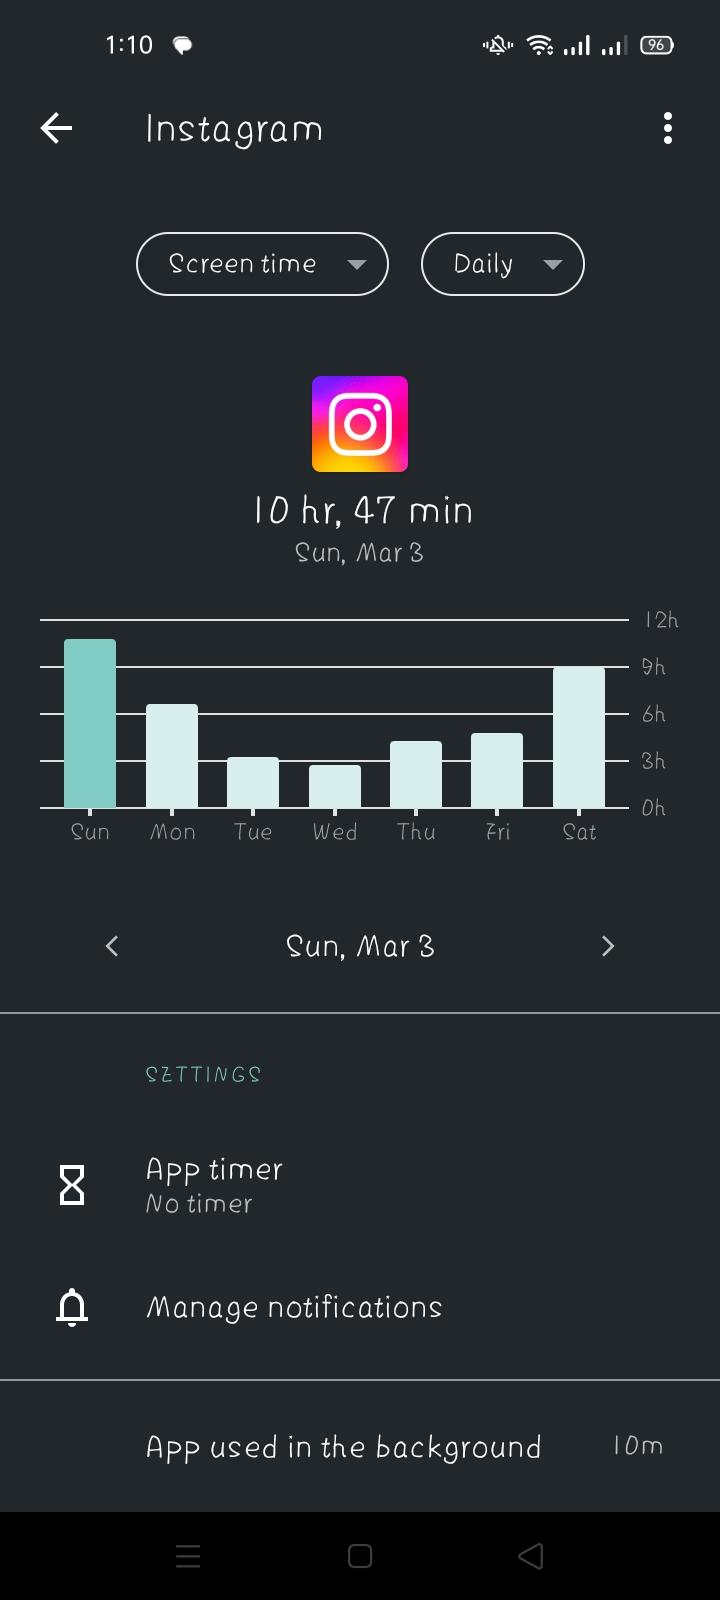 1:10 96
Instagram
Screen time Daily
10 hr, 47 min
Sun, Mar 3
12h
9h
6h
3h
0h
Sun Mon Tue Wed Thu Fri Sat
Sun, Mar 3
SETTINGS
App timer
No timer
Manage notifications
App used in the background 10m